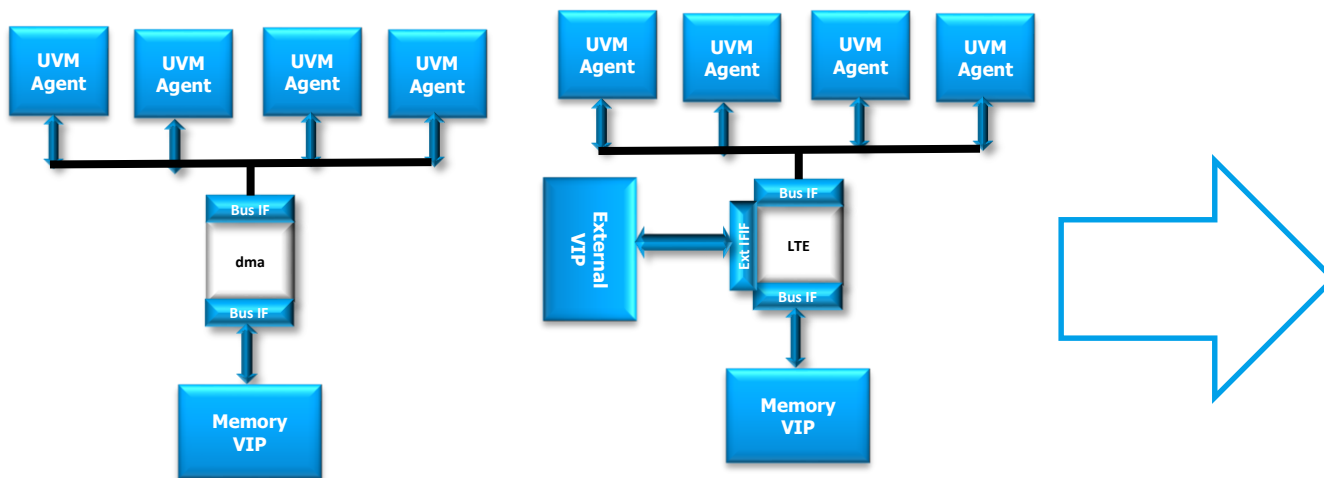 UVM
Agent
UVM
Agent
UVM
Agent
UVM
Agent
Bus IF
dma
Bus IF
Memory
VIP
UVM
Agent
UVM
Agent
UVM
Agent
UVM
Agent
Bus IF
External
VIP
Ext IFIF
LTE
Bus IF
Memory
VIP